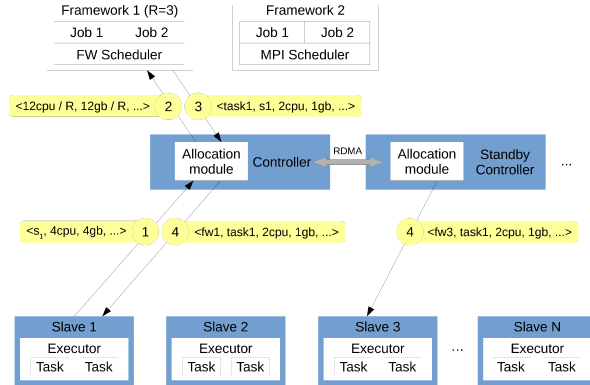 Framework 1 (R=3)
Job 1 Job 2
FW Scheduler
Framework 2
Job 1 Job 2
MPI Scheduler
<12cpu / R, 12gb / R, ...> 2
3 <task1, s1, 2cpu, 1gb, ...>
Allocation
module
Controller
RDMA
Allocation
module
Standby
Controller
...
<s1, 4cpu, 4gb, ...> 1
4 <fw1, task1, 2cpu, 1gb, ...>
4 <fw3, task1, 2cpu, 1gb, ...>
Slave 1
Executor
Task Task
Slave 2
Executor
Task Task
Slave 3
Executor
Task Task
...
Slave N
Executor
Task Task